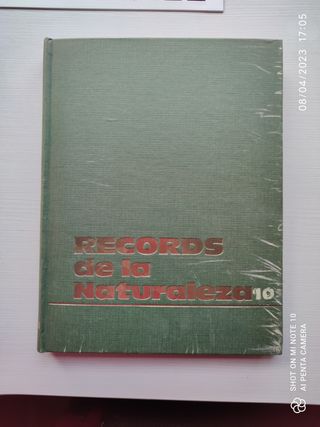 RECORDS
de la
Naturaleza 10
08/04/2023 17:05
SHOT ON MI NOTE 10
AI PENTA CAMERA